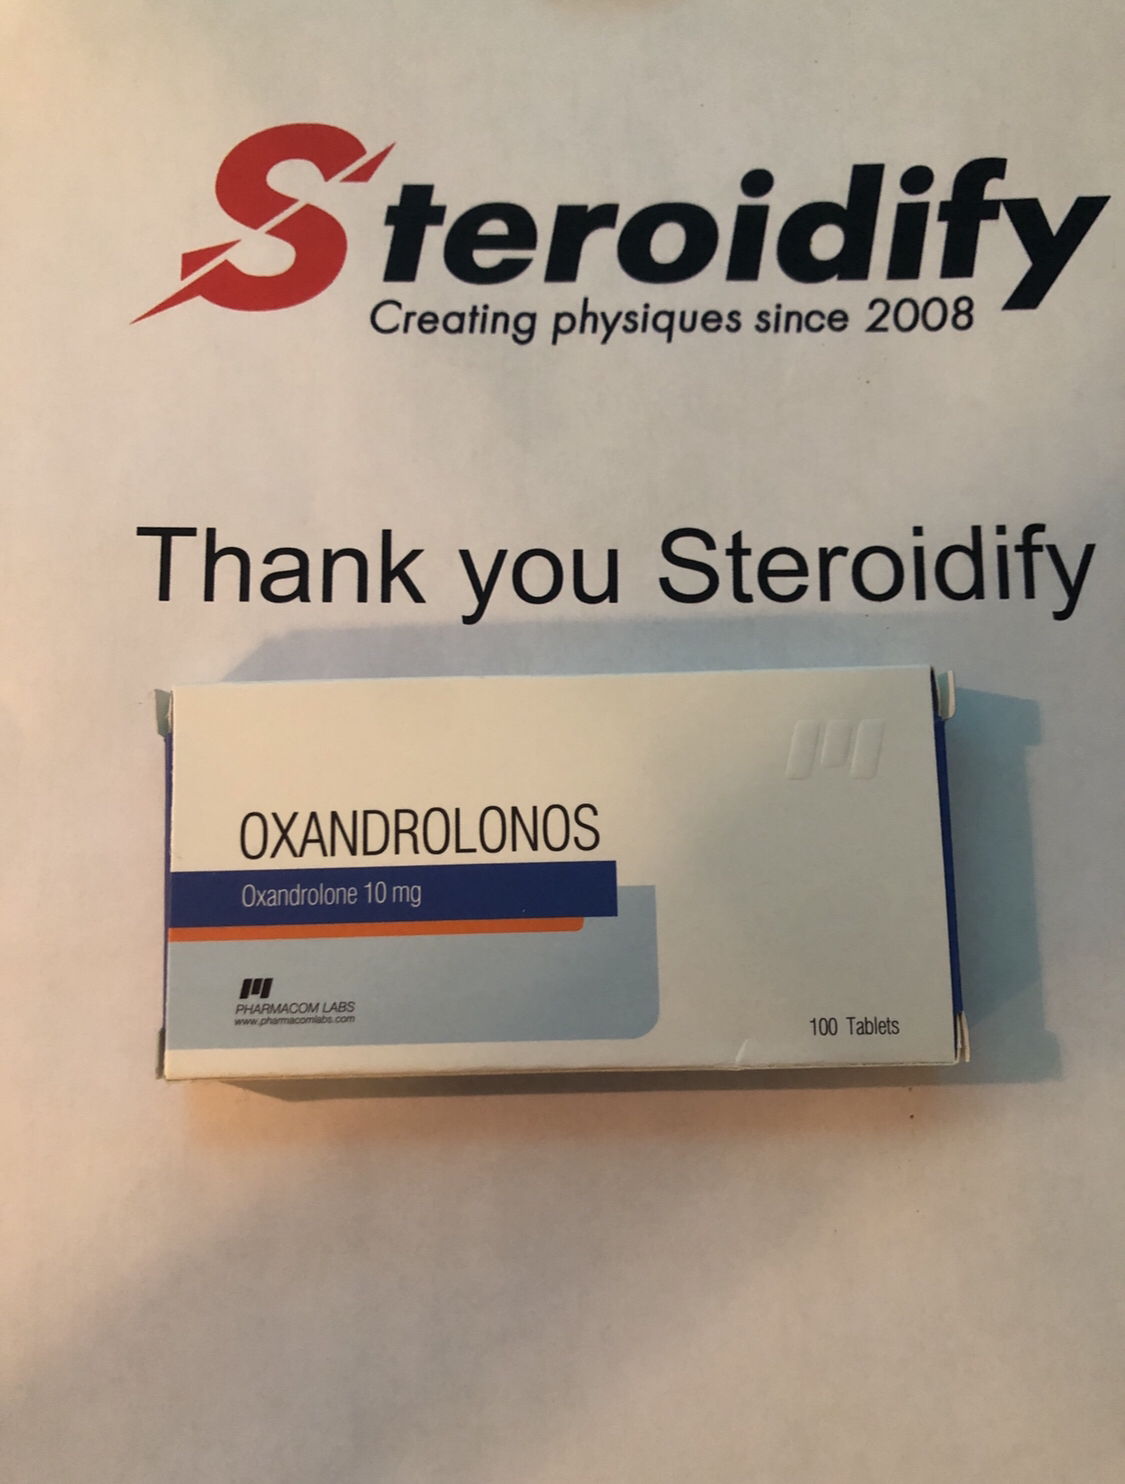 Steroidify
Creating physiques since 2008
Thank you Steroidify
OXANDROLONOS
Oxandrolone 10 mg
PHARMACOM LABS
www.pharmacomlabs.com
100 Tablets